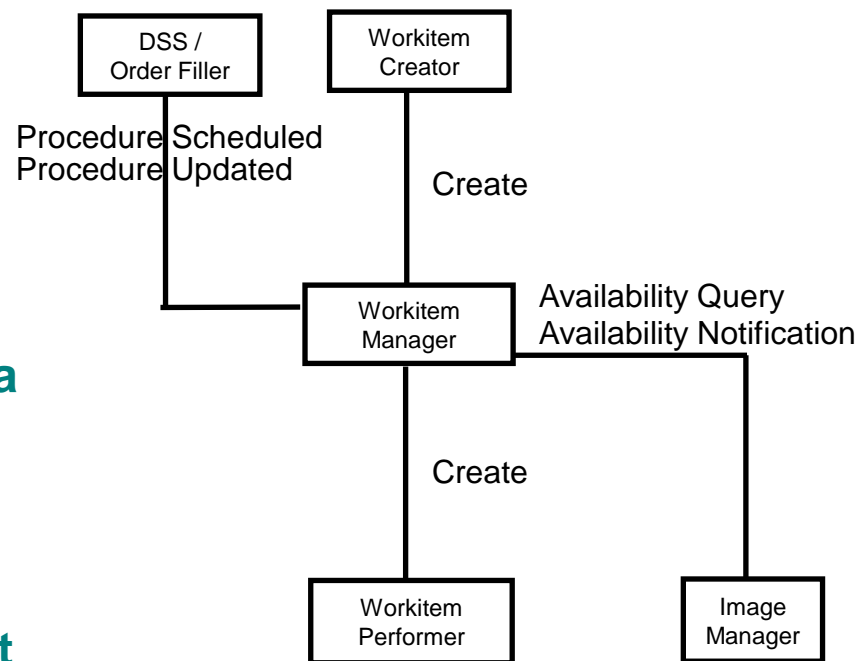 DSS /
Order Filler
Workitem
Creator
Procedure Scheduled
Procedure Updated
Create
Workitem
Manager
Availability Query
Availability Notification
a
Create
Workitem
Performer
Image
Manager
t